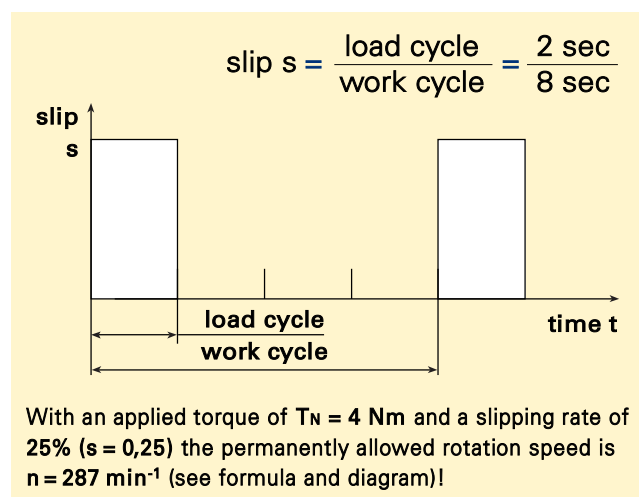 slip s = load cycle / work cycle = 2 sec / 8 sec
slip
s
load cycle
time t
work cycle
With an applied torque of TN = 4 Nm and a slipping rate of
25% (s = 0,25) the permanently allowed rotation speed is
n = 287 min⁻¹ (see formula and diagram)!